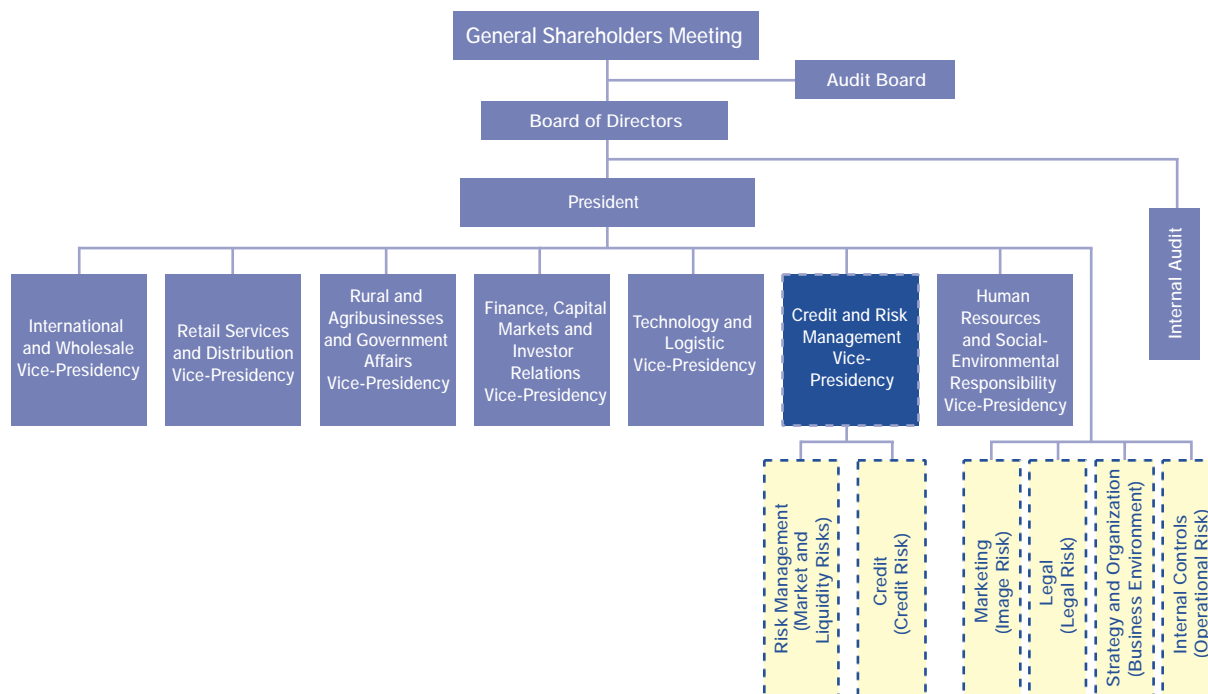 General Shareholders Meeting
Audit Board
Board of Directors
President
Internal Audit
International
and Wholesale
Vice-Presidency
Retail Services
and Distribution
Vice-Presidency
Rural and
Agribusinesses
and Government
Affairs
Vice-Presidency
Finance, Capital
Markets and
Investor
Relations
Vice-Presidency
Technology and
Logistic
Vice-Presidency
Credit and Risk
Management
Vice-
Presidency
Human
Resources
and Social-
Environmental
Responsibility
Vice-Presidency
Risk Management
(Market and
Liquidity Risks)
Credit
(Credit Risk)
Marketing
(Image Risk)
Legal
(Legal Risk)
Strategy and Organization
(Business Environment)
Internal Controls
(Operational Risk)